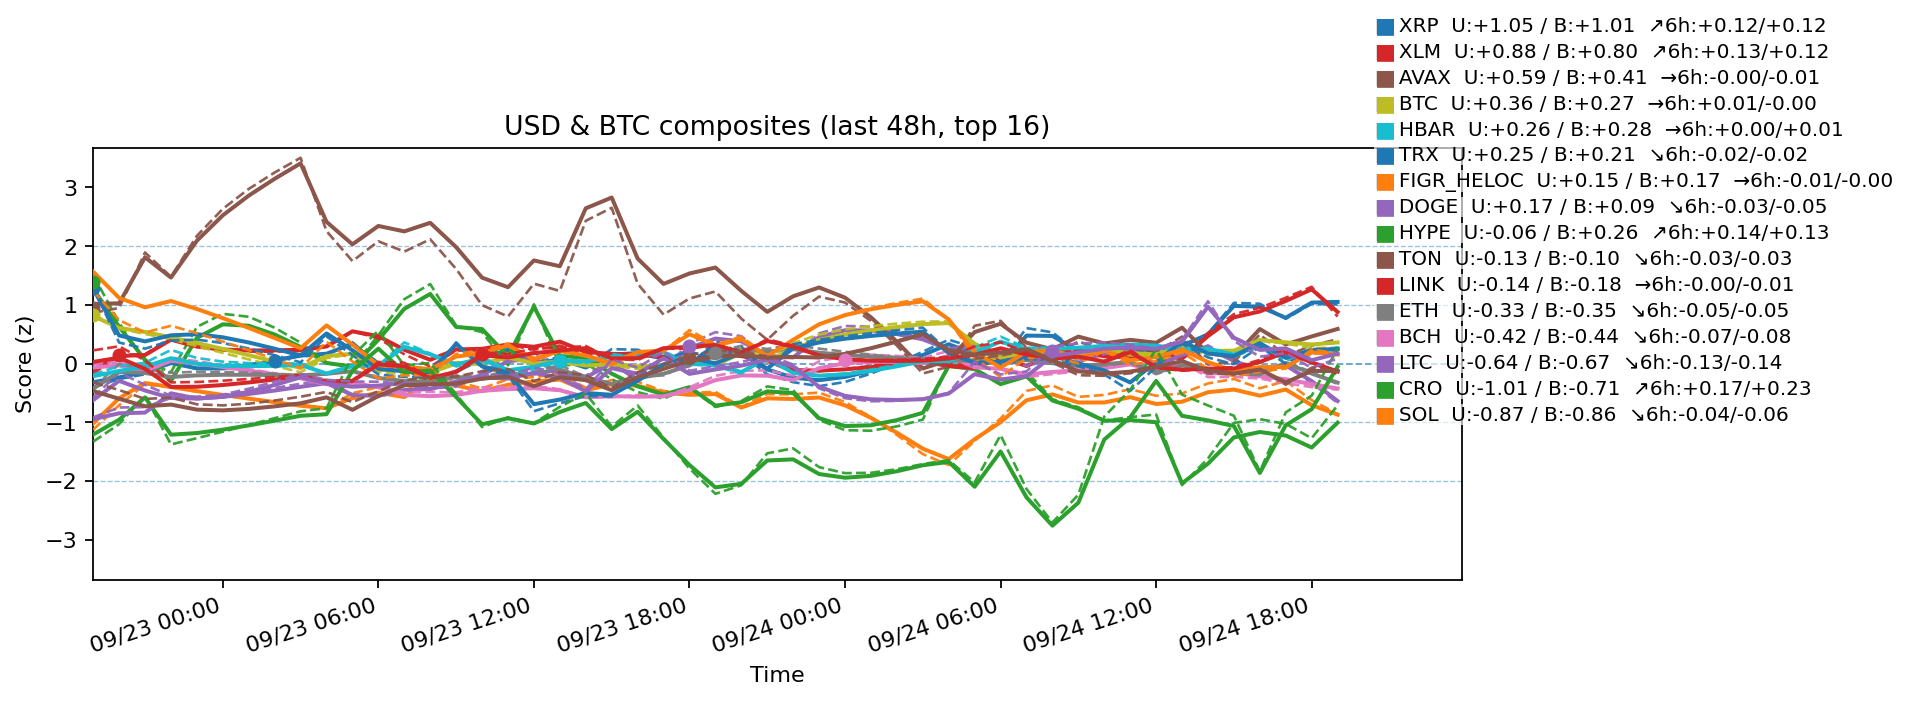 XRP  U:+1.05 / B:+1.01  ↗6h:+0.12/+0.12
XLM  U:+0.88 / B:+0.80  ↗6h:+0.13/+0.12
AVAX  U:+0.59 / B:+0.41  →6h:-0.00/-0.01
BTC  U:+0.36 / B:+0.27  →6h:+0.01/-0.00
HBAR  U:+0.26 / B:+0.28  →6h:+0.00/+0.01
TRX  U:+0.25 / B:+0.21  ↘6h:-0.02/-0.02
FIGR_HELOC  U:+0.15 / B:+0.17  →6h:-0.01/-0.00
DOGE  U:+0.17 / B:+0.09  ↘6h:-0.03/-0.05
HYPE  U:-0.06 / B:+0.26  ↗6h:+0.14/+0.13
TON  U:-0.13 / B:-0.10  ↘6h:-0.03/-0.03
LINK  U:-0.14 / B:-0.18  →6h:-0.00/-0.01
ETH  U:-0.33 / B:-0.35  ↘6h:-0.05/-0.05
BCH  U:-0.42 / B:-0.44  ↘6h:-0.07/-0.08
LTC  U:-0.64 / B:-0.67  ↘6h:-0.13/-0.14
CRO  U:-1.01 / B:-0.71  ↗6h:+0.17/+0.23
SOL  U:-0.87 / B:-0.86  ↘6h:-0.04/-0.06
USD & BTC composites (last 48h, top 16)
Score (z)
3
2
1
0
−1
−2
−3
09/23 00:00
09/23 06:00
09/23 12:00
09/23 18:00
09/24 00:00
09/24 06:00
09/24 12:00
09/24 18:00
Time